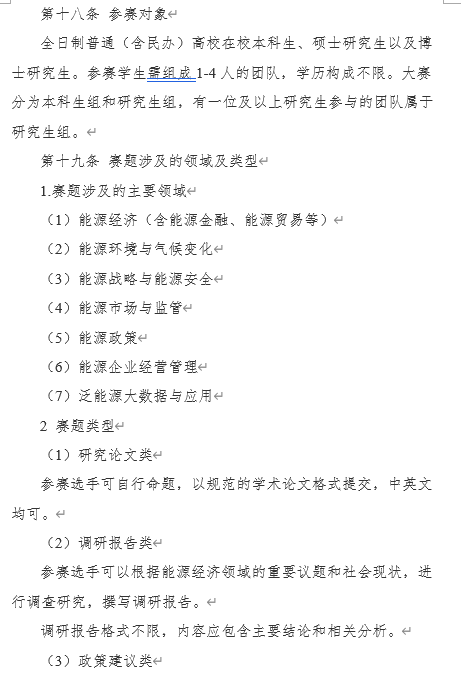 第十八条 参赛对象
全日制普通（含民办）高校在校本科生、硕士研究生以及博
士研究生。参赛学生需组成 1-4 人的团队，学历构成不限。大赛
分为本科生组和研究生组，有一位及以上研究生参与的团队属于
研究生组。
第十九条 赛题涉及的领域及类型
1.赛题涉及的主要领域
（1）能源经济（含能源金融、能源贸易等）
（2）能源环境与气候变化
（3）能源战略与能源安全
（4）能源市场与监管
（5）能源政策
（6）能源企业经营管理
（7）泛能源大数据与应用
2 赛题类型
（1）研究论文类
参赛选手可自行命题，以规范的学术论文格式提交，中英文
均可。
（2）调研报告类
参赛选手可以根据能源经济领域的重要议题和社会现状，进
行调查研究，撰写调研报告。
调研报告格式不限，内容应包含主要结论和相关分析。
（3）政策建议类